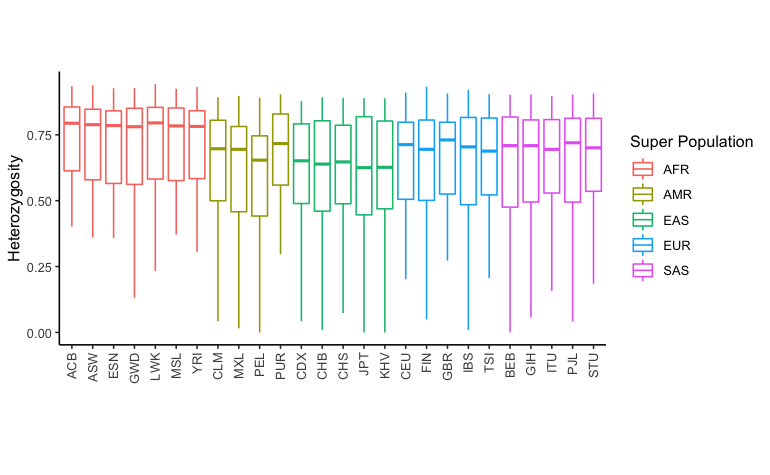 Heterozygosity
0.75
0.50
0.25
0.00
ACB ASW ESN GWD LWK MSL YRI CLM MXL PEL PUR CDX CHB CHS JPT KHV CEU FIN GBR IBS TSI BEB GIH ITU PJL STU
Super Population
AFR
AMR
EAS
EUR
SAS